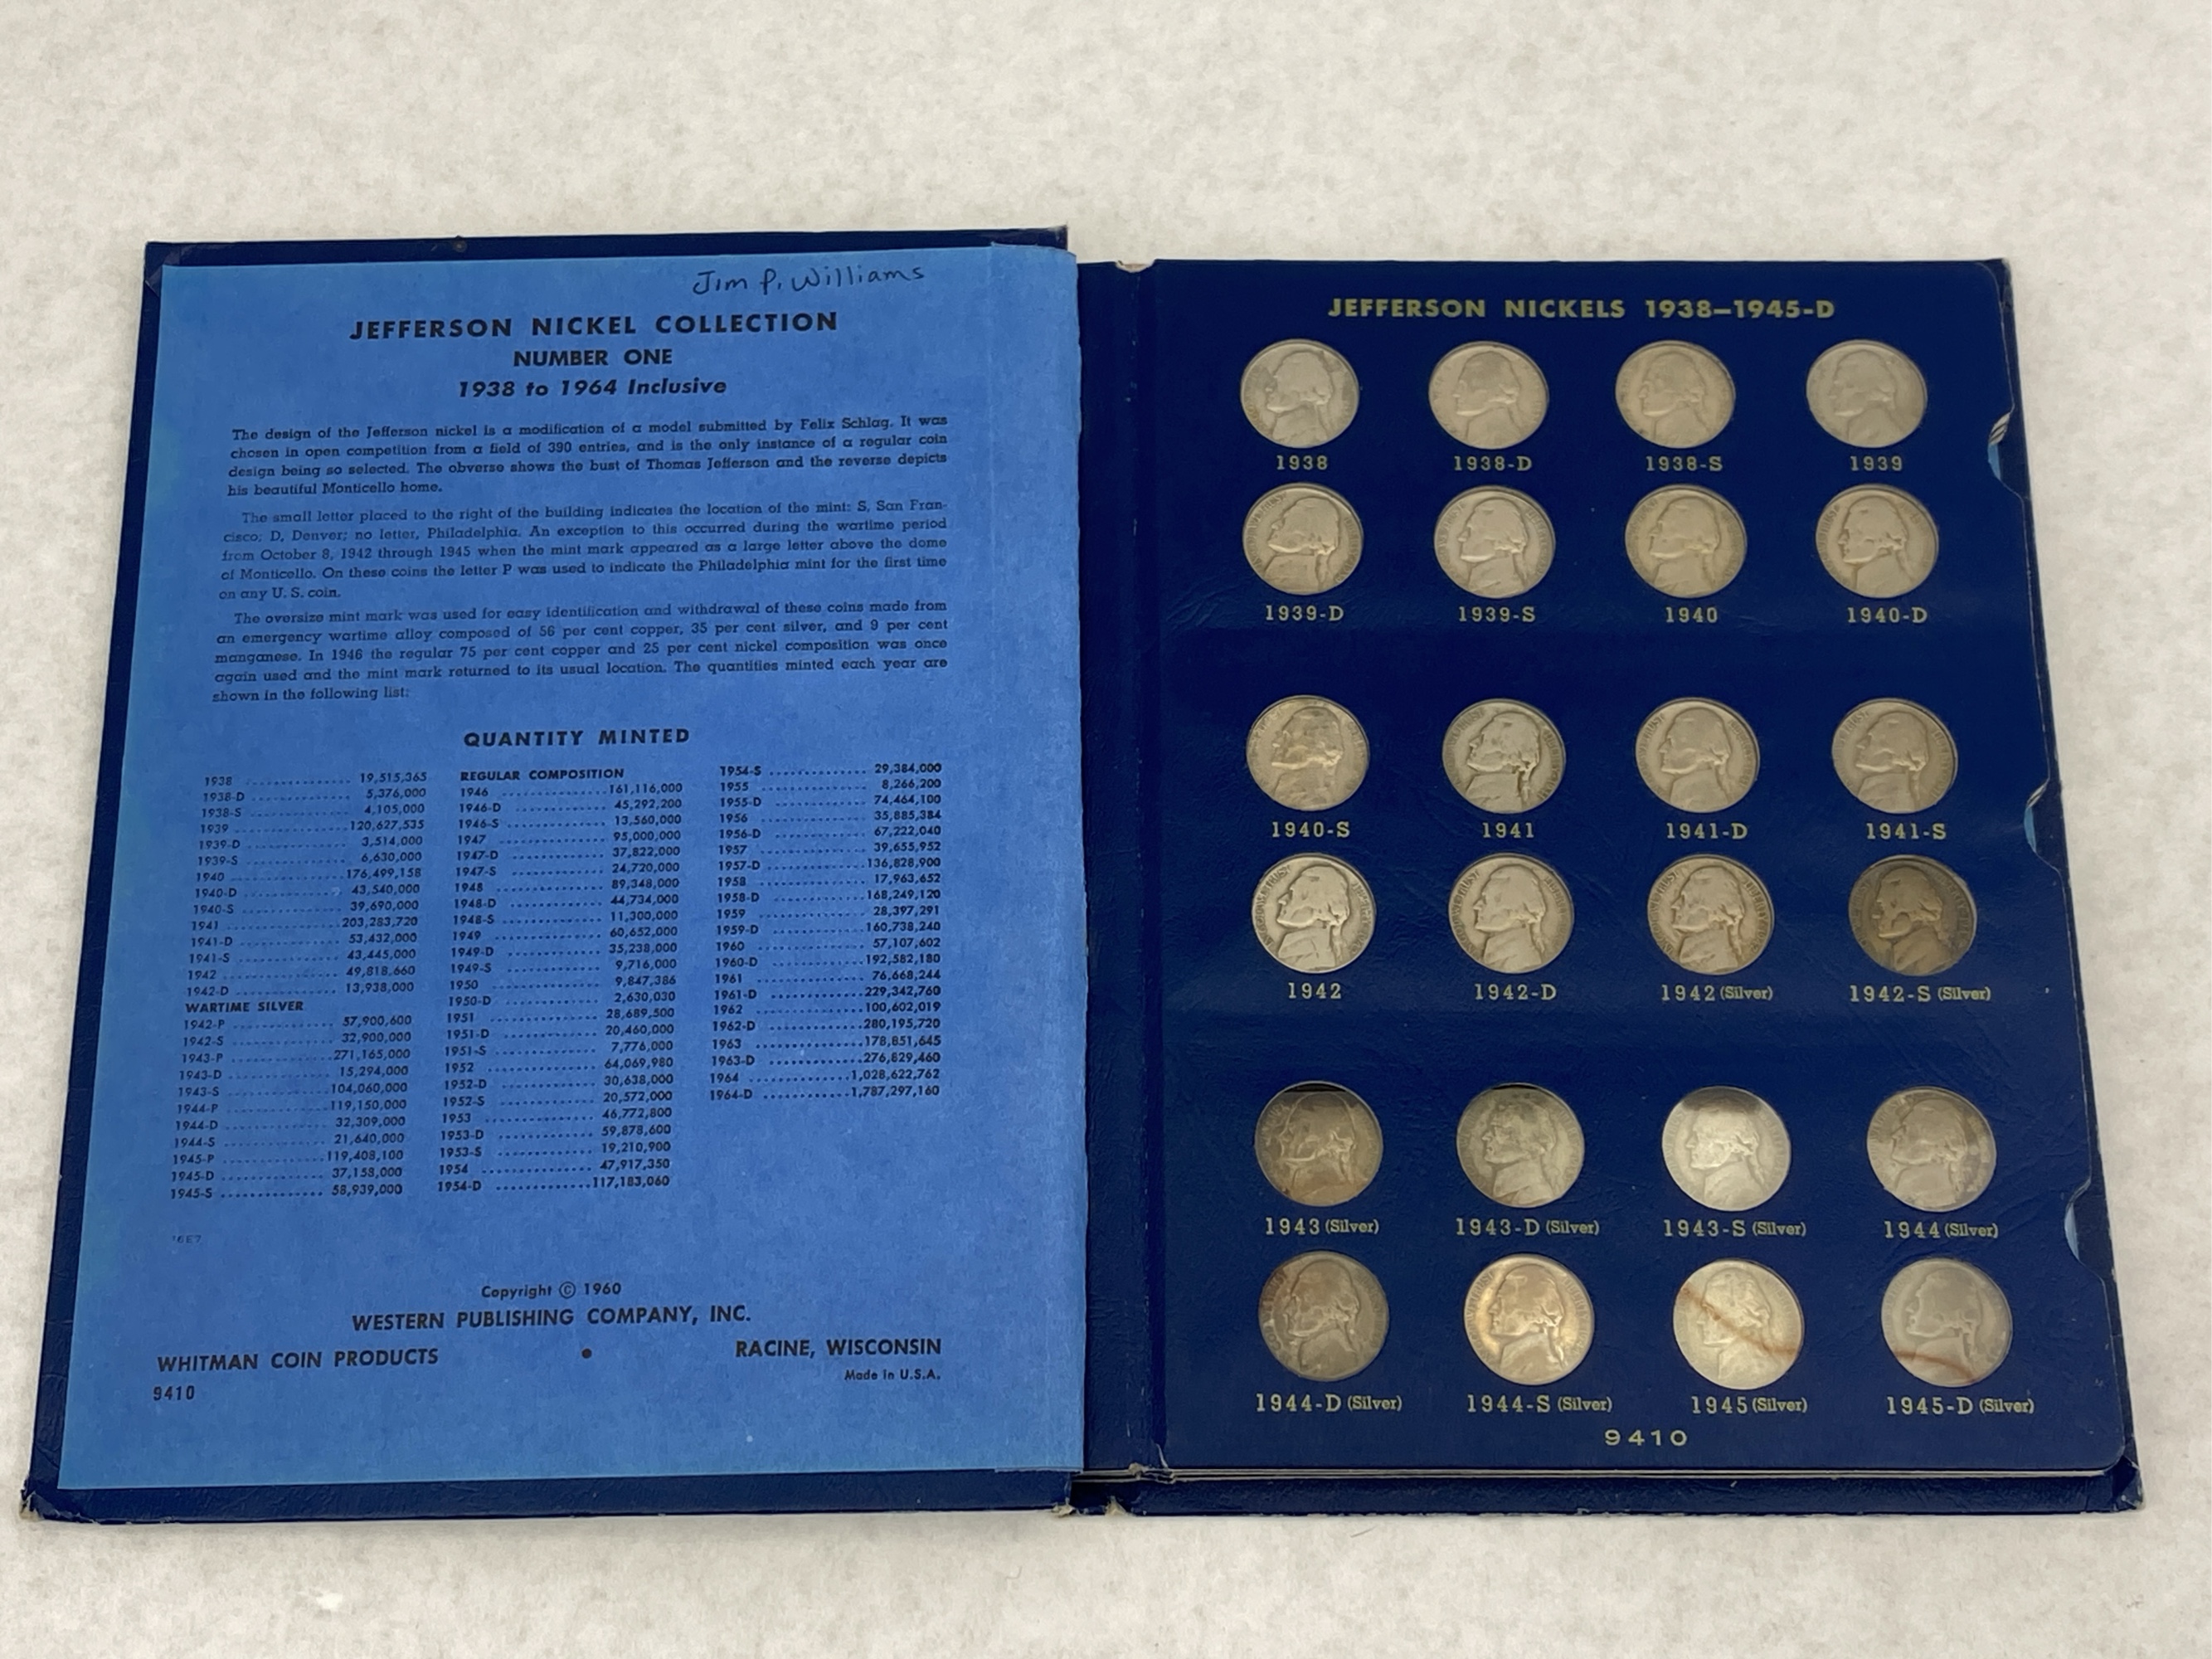 Jim P. Williams
JEFFERSON NICKEL COLLECTION
NUMBER ONE
1938 to 1964 Inclusive
The design of the Jefferson nickel is a modification of a model submitted by Felix Schlag. It was
chosen in open competition from a field of 390 entries, and is the only instance of a regular coin
design being so selected. The obverse shows the bust of Thomas Jefferson and the reverse depicts
his beautiful Monticello home.
The small letter placed to the right of the building indicates the location of the mint: S, San Fran-
cisco; D, Denver; no letter, Philadelphia. An exception to this occurred during the wartime period
from October 8, 1942 through 1945 when the mint mark appeared as a large letter above the dome
of Monticello. On these coins the letter P was used to indicate the Philadelphia mint for the first time
on any U. S. coin.
The oversize mint mark was used for easy identification and withdrawal of these coins made from
an emergency wartime alloy composed of 56 per cent copper, 35 per cent silver, and 9 per cent
manganese. In 1946 the regular 75 per cent copper and 25 per cent nickel composition was once
again used and the mint mark returned to its usual location. The quantities minted each year are
shown in the following list:
QUANTITY MINTED
1938 .............. 19,515,365
1938-D .............. 5,376,000
1938-S .............. 4,105,000
1939 .............. 120,627,535
1939-D .............. 3,514,000
1939-S .............. 6,630,000
1940 .............. 176,499,158
1940-D .............. 43,540,000
1940-S .............. 39,690,000
1941 .............. 203,283,720
1941-D .............. 53,432,000
1941-S .............. 43,445,000
1942 .............. 49,818,660
1942-D .............. 13,938,000
WARTIME SILVER
1942-P .............. 57,900,600
1942-S .............. 32,900,000
1943-P .............. 271,165,000
1943-D .............. 15,294,000
1943-S .............. 104,060,000
1944-P .............. 119,150,000
1944-D .............. 32,309,000
1944-S .............. 21,640,000
1945-P .............. 119,408,100
1945-D .............. 37,158,000
1945-S .............. 58,939,000
REGULAR COMPOSITION
1946 .............. 161,116,000
1946-D .............. 45,292,200
1946-S .............. 13,560,000
1947 .............. 95,000,000
1947-D .............. 37,822,000
1947-S .............. 24,720,000
1948 .............. 89,348,000
1948-D .............. 44,734,000
1948-S .............. 11,300,000
1949 .............. 60,652,000
1949-D .............. 35,238,000
1949-S .............. 9,716,000
1950 .............. 9,847,386
1950-D .............. 2,630,030
1951 .............. 28,689,500
1951-D .............. 20,460,000
1951-S .............. 7,776,000
1952 .............. 64,069,980
1952-D .............. 30,638,000
1952-S .............. 20,572,000
1953 .............. 46,772,800
1953-D .............. 59,878,600
1953-S .............. 19,210,900
1954 .............. 47,917,350
1954-D .............. 117,183,060
1954-S .............. 29,384,000
1955 .............. 8,266,200
1955-D .............. 74,464,100
1956 .............. 35,885,384
1956-D .............. 67,222,040
1957 .............. 39,655,952
1957-D .............. 136,828,900
1958 .............. 17,963,652
1958-D .............. 168,249,120
1959 .............. 28,397,291
1959-D .............. 160,738,240
1960 .............. 57,107,602
1960-D .............. 192,582,180
1961 .............. 76,668,244
1961-D .............. 229,342,760
1962 .............. 100,602,019
1962-D .............. 280,195,720
1963 .............. 178,851,645
1963-D .............. 276,829,460
1964 .............. 1,028,622,762
1964-D .............. 1,787,297,160
Copyright © 1960
WESTERN PUBLISHING COMPANY, INC.
WHITMAN COIN PRODUCTS • RACINE, WISCONSIN
9410 Made in U.S.A.
JEFFERSON NICKELS 1938–1945-D
1938 1938-D 1938-S 1939
1939-D 1939-S 1940 1940-D
1940-S 1941 1941-D 1941-S
1942 1942-D 1942 (Silver) 1942-S (Silver)
1943 (Silver) 1943-D (Silver) 1943-S (Silver) 1944 (Silver)
1944-D (Silver) 1944-S (Silver) 1945 (Silver) 1945-D (Silver)
9410